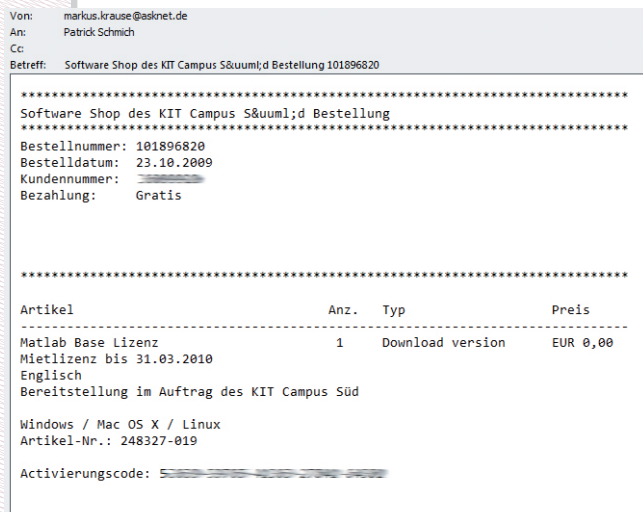 Von: markus.krause@asknet.de
An: Patrick Schmich
Cc:
Betreff: Software Shop des KIT Campus S&uuml;d Bestellung 101896820
*******************************************************************************
Software Shop des KIT Campus S&uuml;d Bestellung
*******************************************************************************
Bestellnummer: 101896820
Bestelldatum: 23.10.2009
Kundennummer:
Bezahlung: Gratis
*******************************************************************************
Artikel Anz. Typ Preis
-------------------------------------------------------------------------------
Matlab Base Lizenz 1 Download version EUR 0,00
Mietlizenz bis 31.03.2010
Englisch
Bereitstellung im Auftrag des KIT Campus Süd
Windows / Mac OS X / Linux
Artikel-Nr.: 248327-019
Activierungscode: